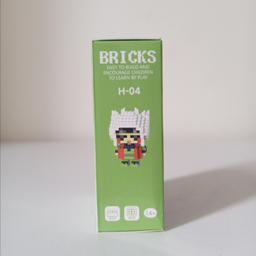 BRICKS
EASY TO BUILD AND
ENCOURAGE CHILDREN
TO LEARN BY PLAY
H-04
14+